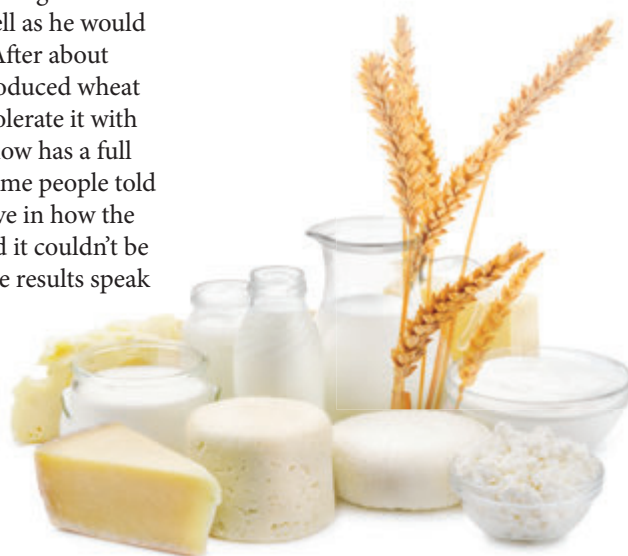 ell as he would
After about
oduced wheat
olerate it with
ow has a full
me people told
ve in how the
d it couldn't be
e results speak